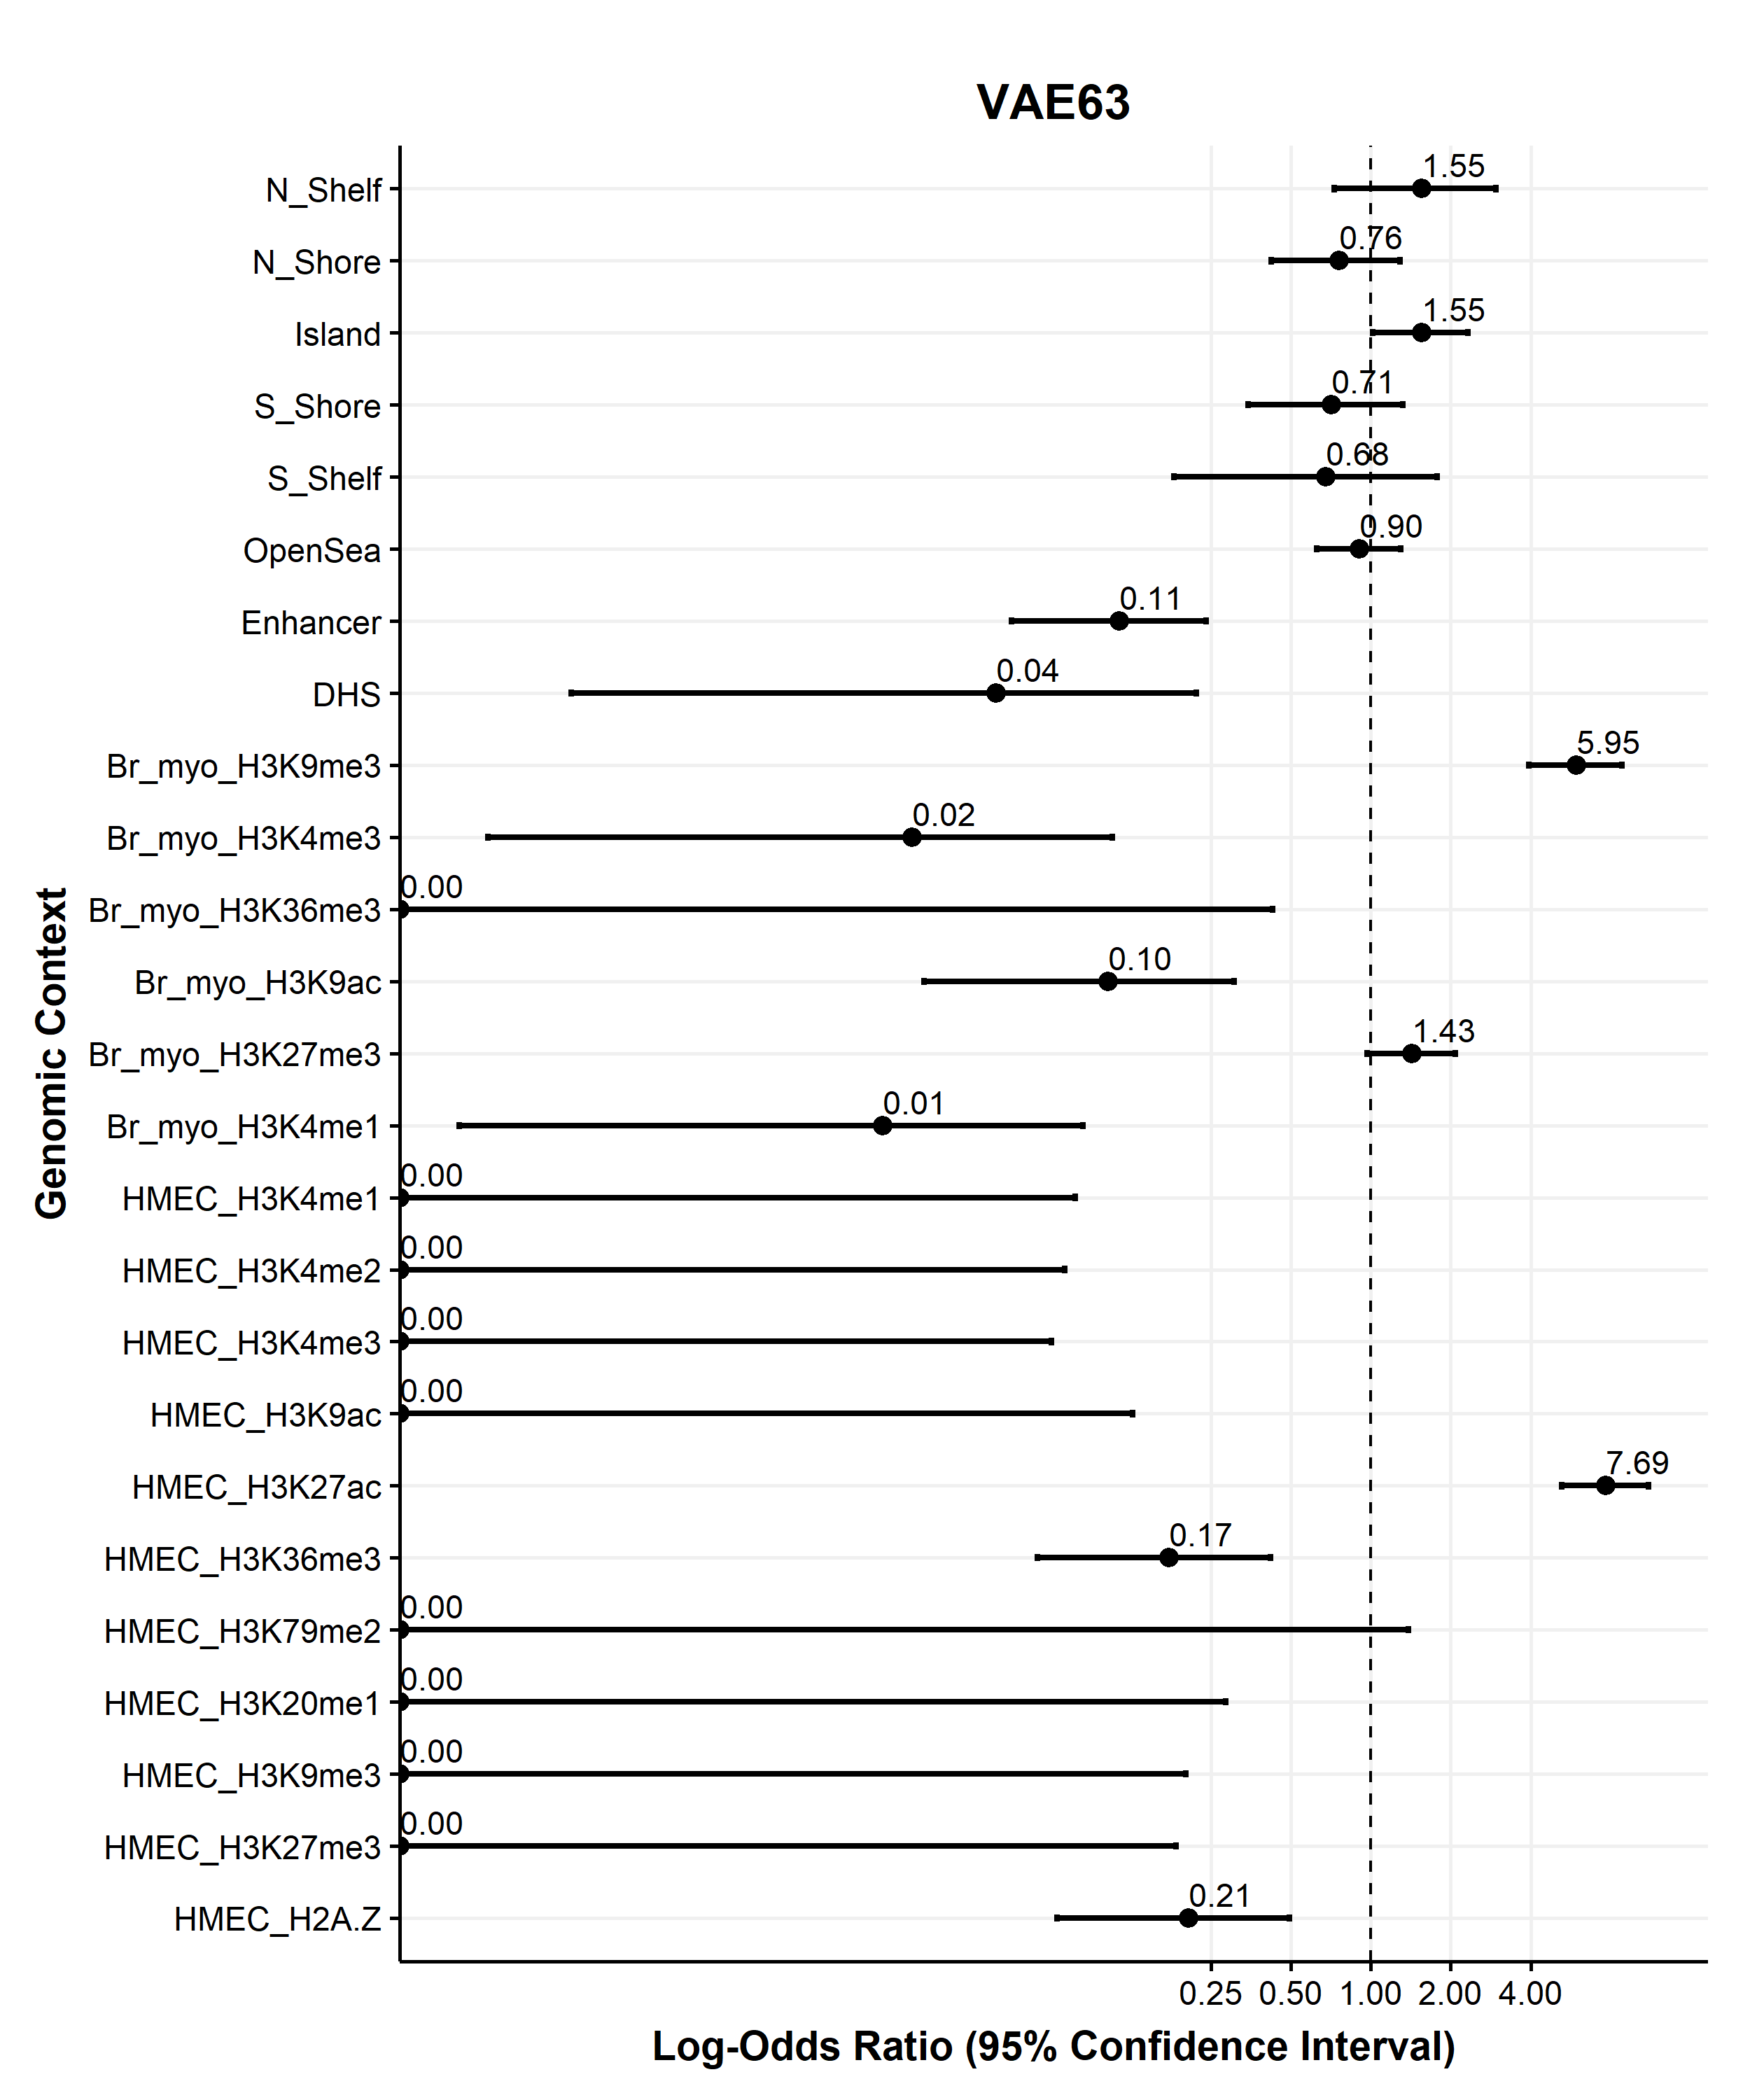 VAE63
N_Shelf 1.55
N_Shore 0.76
Island 1.55
S_Shore 0.71
S_Shelf 0.68
OpenSea 0.90
Enhancer 0.11
DHS 0.04
Br_myo_H3K9me3 5.95
Br_myo_H3K4me3 0.02
Br_myo_H3K36me3 0.00
Br_myo_H3K9ac 0.10
Br_myo_H3K27me3 1.43
Br_myo_H3K4me1 0.01
HMEC_H3K4me1 0.00
HMEC_H3K4me2 0.00
HMEC_H3K4me3 0.00
HMEC_H3K9ac 0.00
HMEC_H3K27ac 7.69
HMEC_H3K36me3 0.17
HMEC_H3K79me2 0.00
HMEC_H3K20me1 0.00
HMEC_H3K9me3 0.00
HMEC_H3K27me3 0.00
HMEC_H2A.Z 0.21
Genomic Context
0.25 0.50 1.00 2.00 4.00
Log-Odds Ratio (95% Confidence Interval)